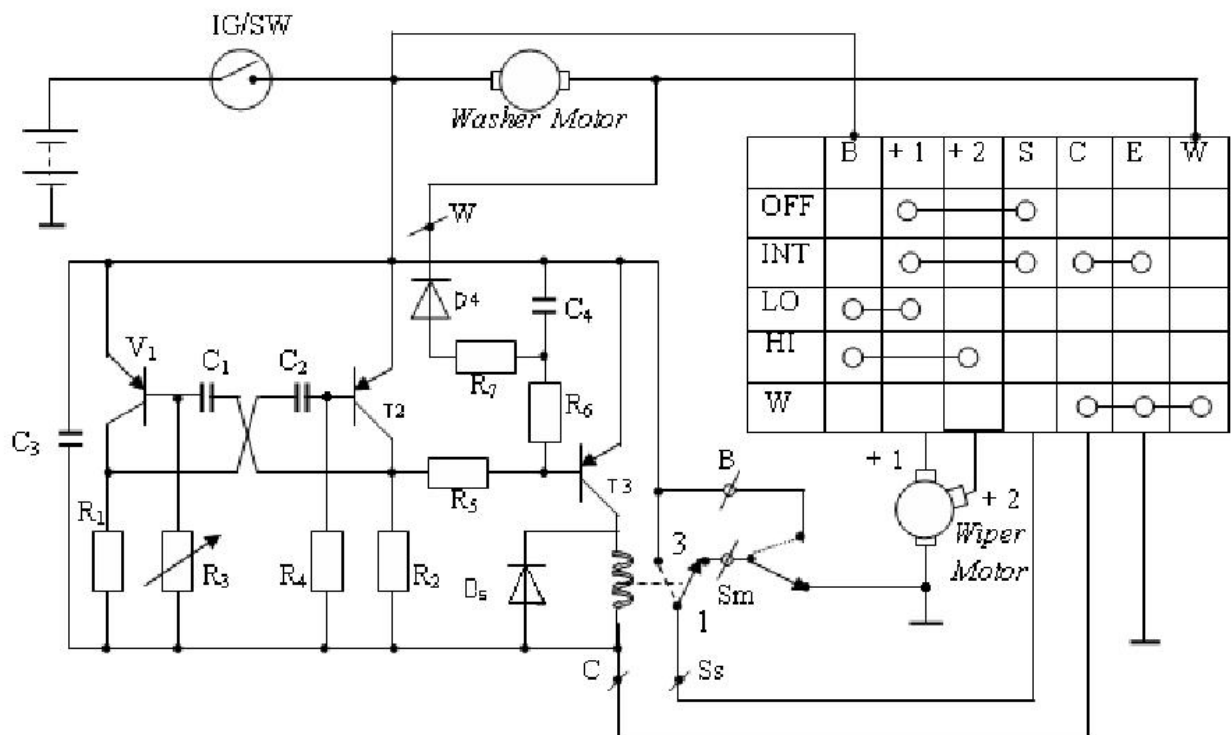 IG/SW
Washer Motor
B + 1 + 2 S C E W
OFF
INT
LO
HI
W
W
D4
C₄
V₁
C₁
C₂
T2
R₇
R₆
C₃
R₅
T3
B
+ 1
+ 2
Wiper
Motor
R₁
R₃
R₄
R₂
D₅
3
Sm
1
C
Ss